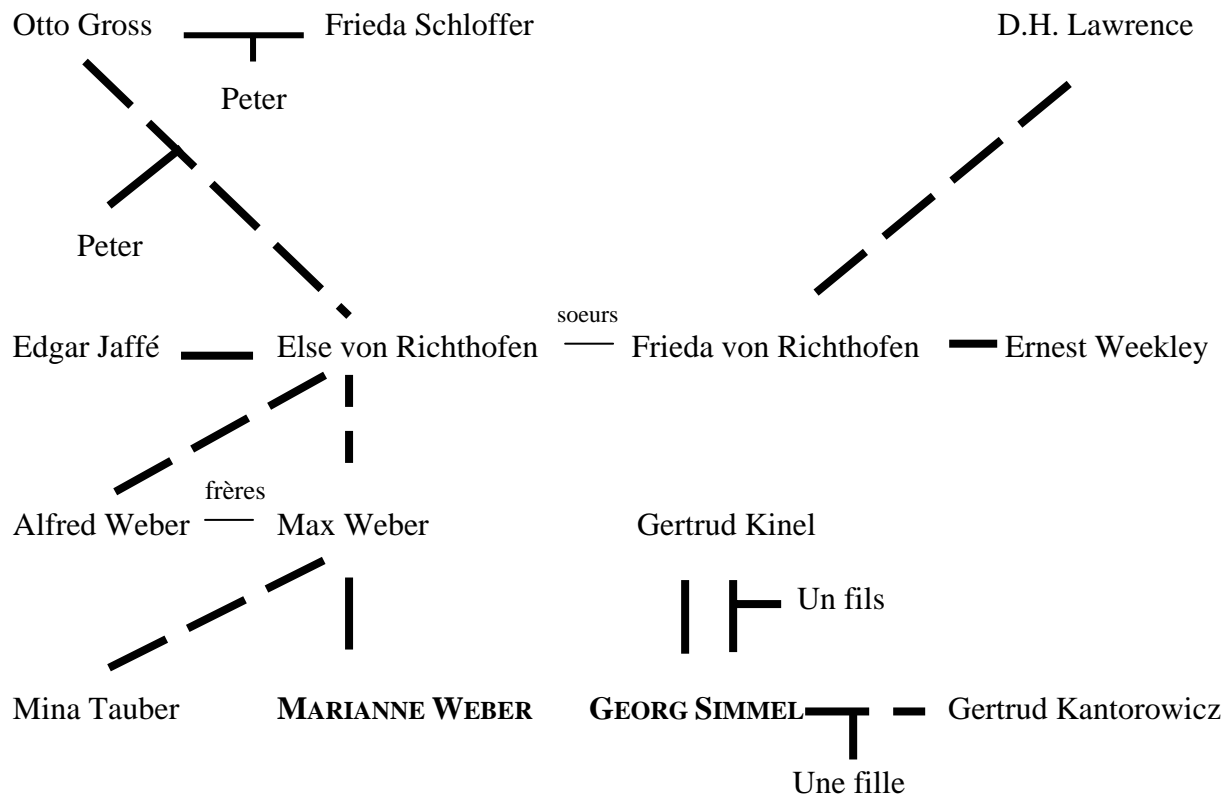 Otto Gross Frieda Schloffer D.H. Lawrence
Peter
Peter
soeurs
Edgar Jaffé Else von Richthofen Frieda von Richthofen Ernest Weekley
frères
Alfred Weber Max Weber Gertrud Kinel
Un fils
Mina Tauber MARIANNE WEBER GEORG SIMMEL Gertrud Kantorowicz
Une fille